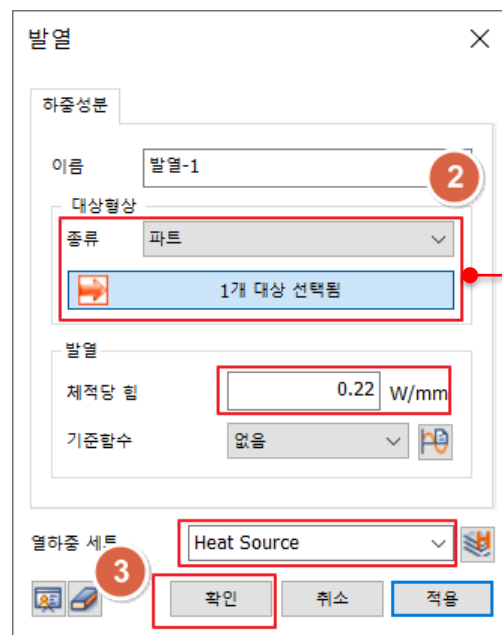 발열
하중성분
이름 발열-1
2
대상형상
종류 파트
1개 대상 선택됨
발열
체적당 힘 0.22 W/mm
기준함수 없음
열하중 세트 Heat Source
3
확인 취소 적용